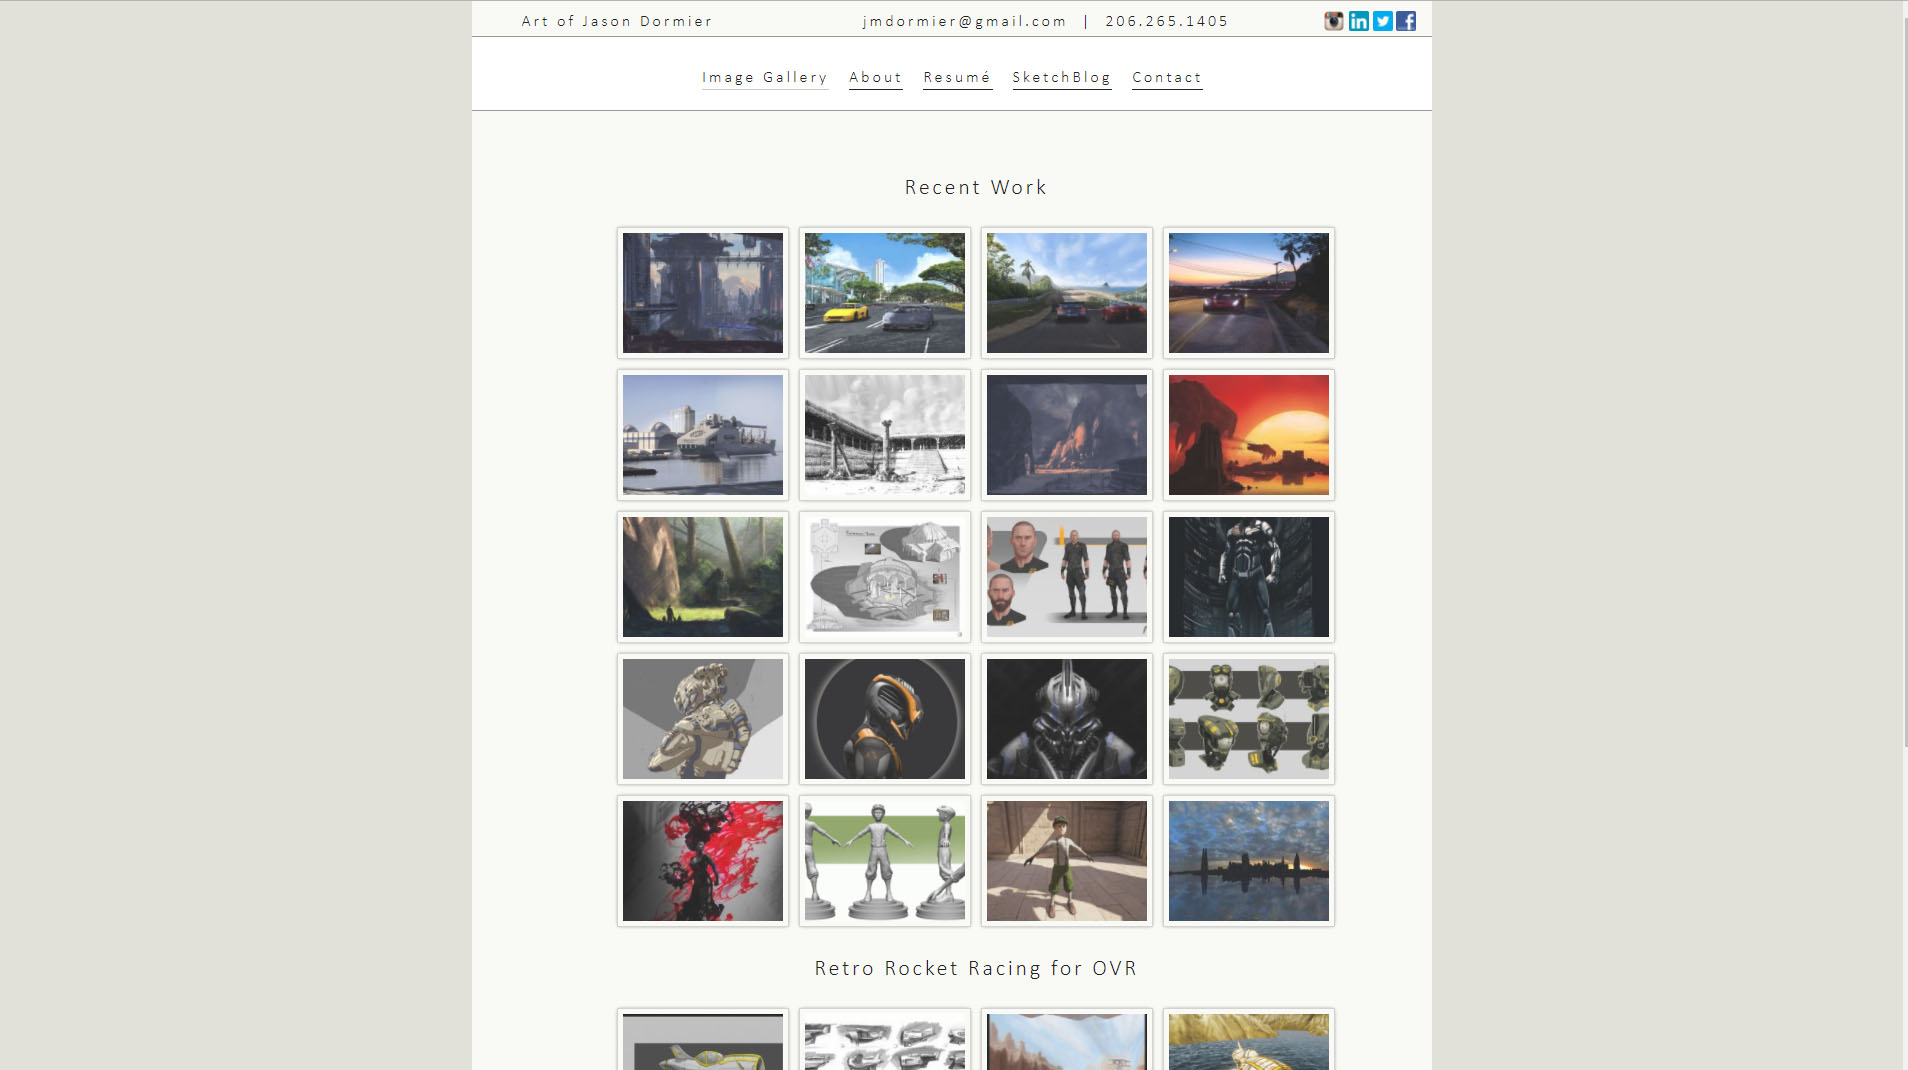 Art of Jason Dormier
jmdormier@gmail.com | 206.265.1405
Image Gallery About Resumé SketchBlog Contact
Recent Work
Retro Rocket Racing for OVR